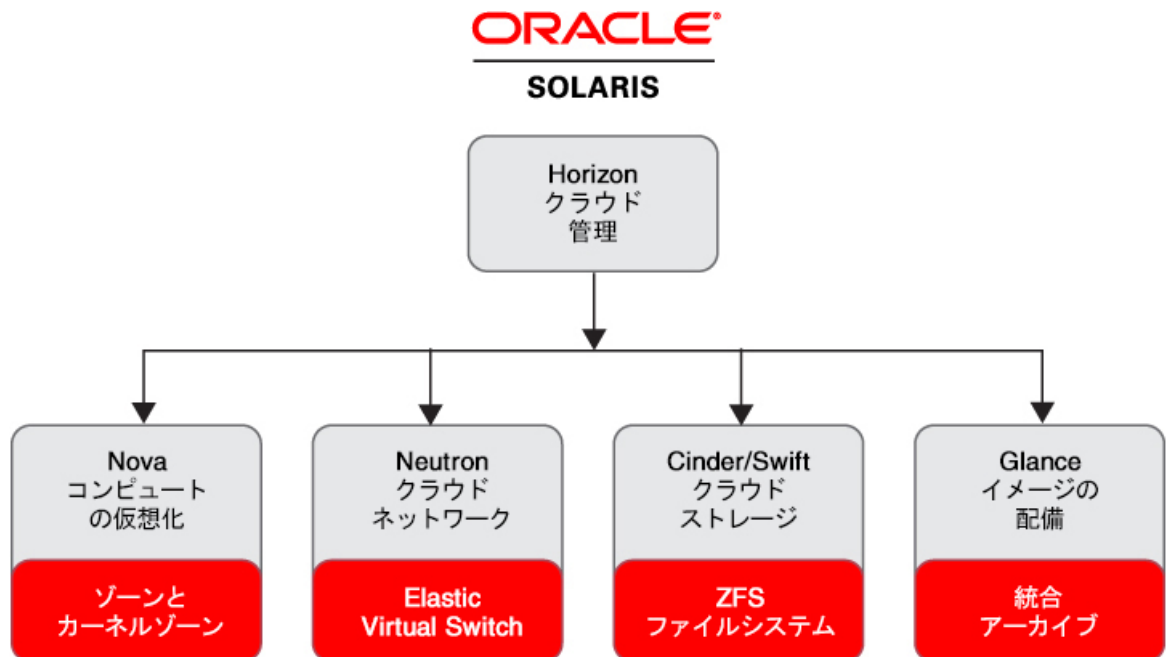 ORACLE®
SOLARIS
Horizon
クラウド
管理
Nova
コンピュート
の仮想化
ゾーンと
カーネルゾーン
Neutron
クラウド
ネットワーク
Elastic
Virtual Switch
Cinder/Swift
クラウド
ストレージ
ZFS
ファイルシステム
Glance
イメージの
配備
統合
アーカイブ